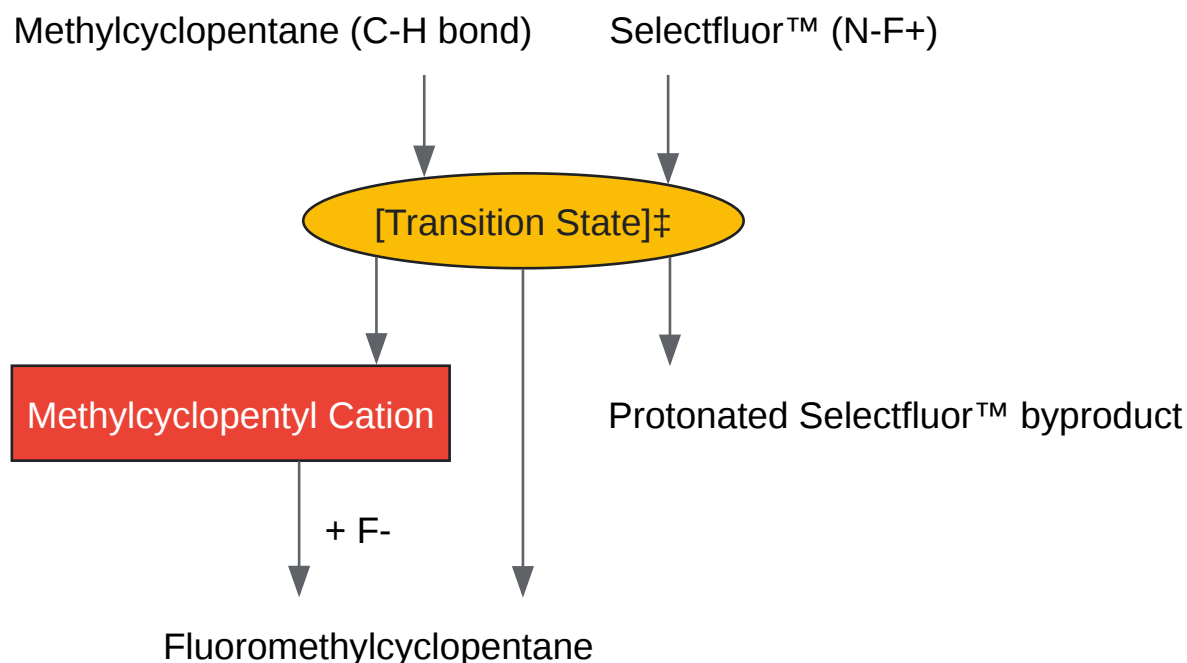 Methylcyclopentane (C-H bond)
Selectfluor™ (N-F+)
[Transition State]‡
Methylcyclopentyl Cation
Protonated Selectfluor™ byproduct
+ F-
Fluoromethylcyclopentane